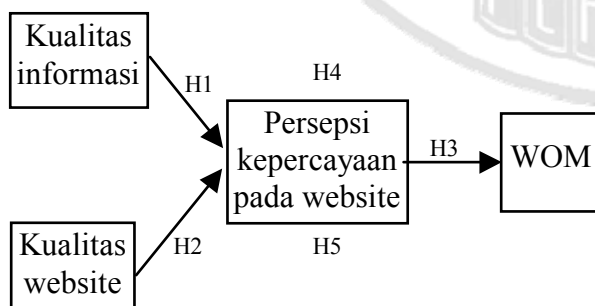 Kualitas
informasi
H1
H4
Persepsi
kepercayaan
pada website
H3
WOM
Kualitas
website
H2
H5